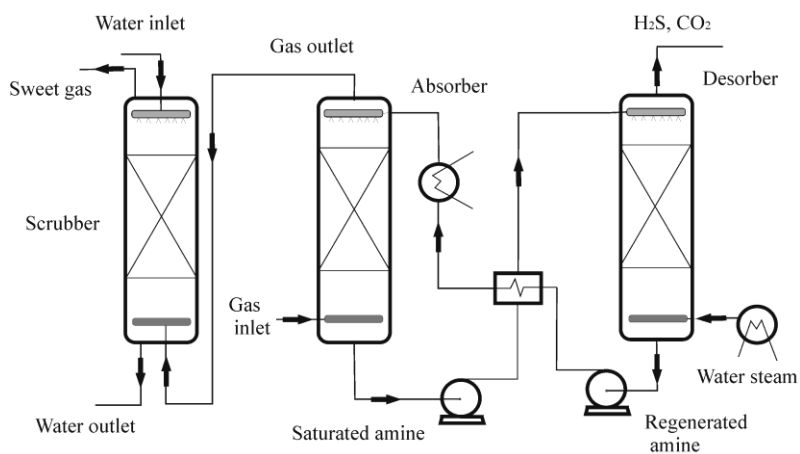 Water inlet
Gas outlet
H₂S, CO₂
Sweet gas
Absorber
Desorber
Scrubber
Gas
inlet
Water steam
Water outlet
Saturated amine
Regenerated
amine